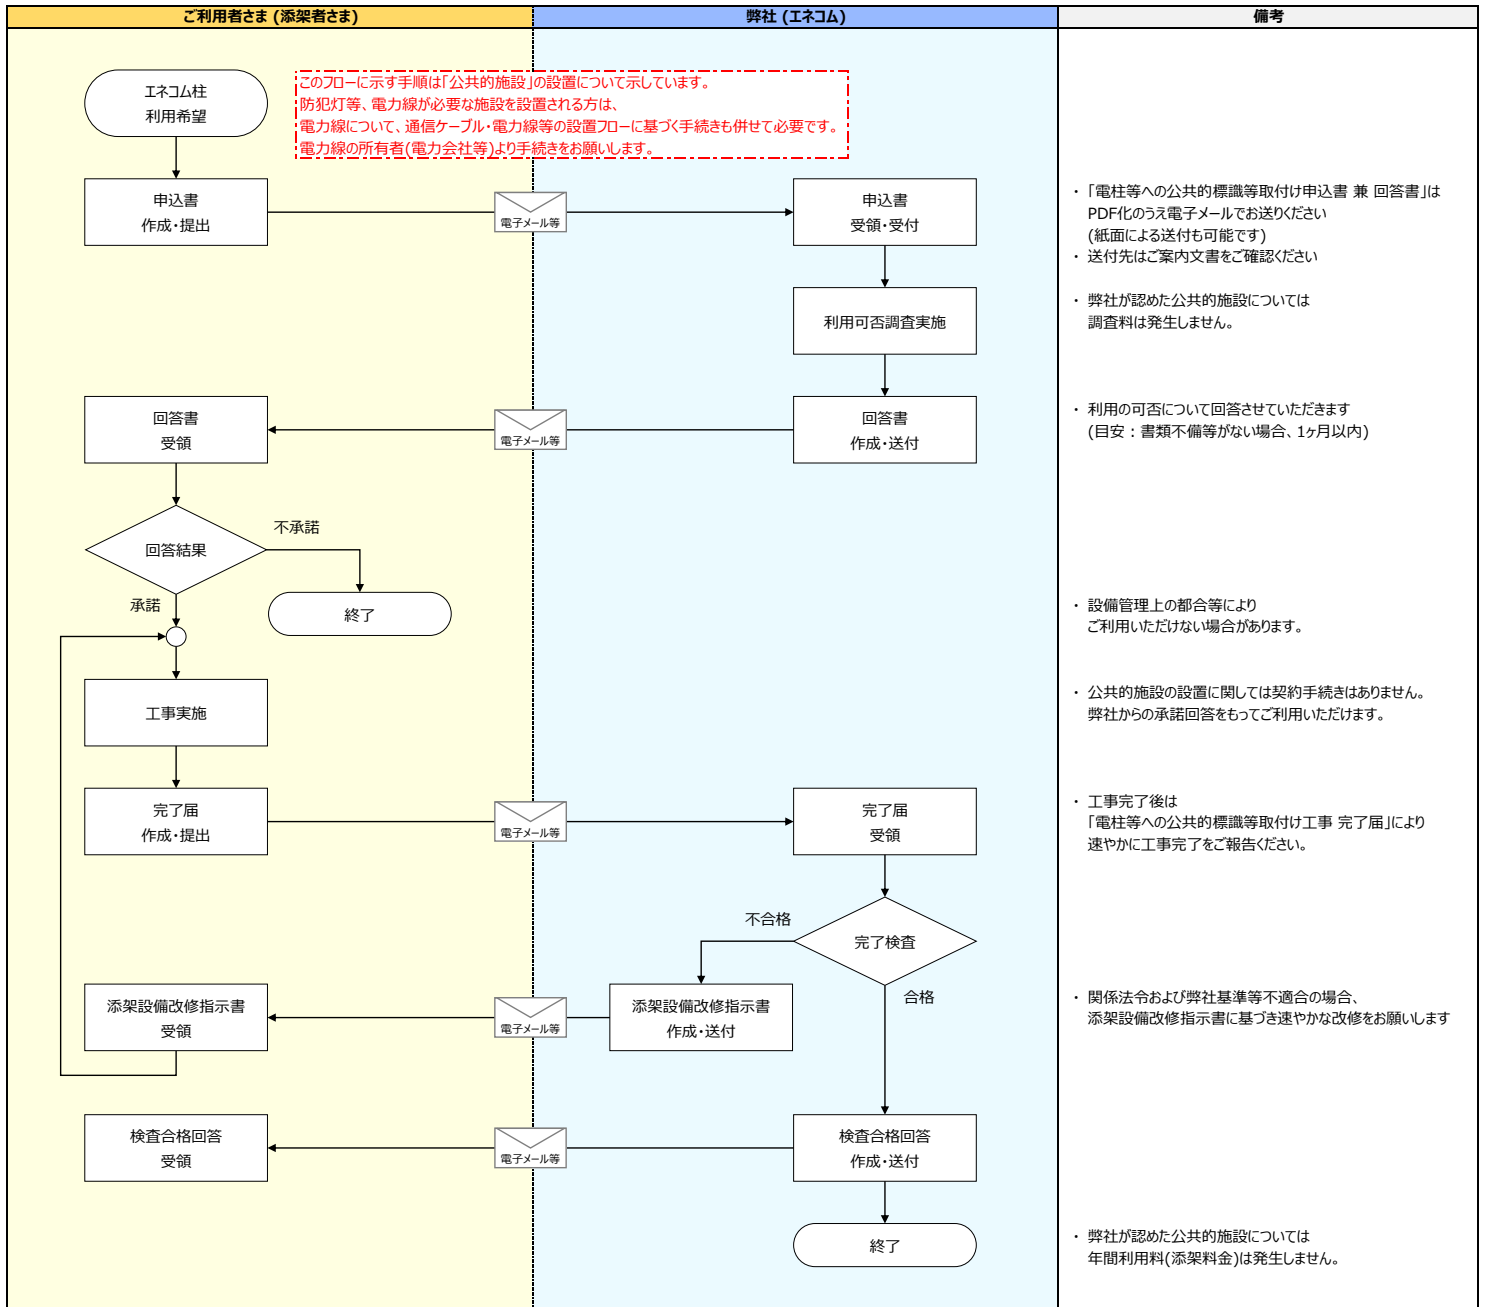 ご利用者さま (添架者さま)
弊社 (エネコム)
備考
エネコム柱
利用希望
このフローに示す手順は「公共的施設」の設置について示しています。
防犯灯等、電力線が必要な施設を設置される方は、
電力線について、通信ケーブル・電力線等の設置フローに基づく手続きも併せて必要です。
電力線の所有者(電力会社等)より手続きをお願いします。
申込書
作成・提出
電子メール等
申込書
受領・受付
・「電柱等への公共的標識等取付け申込書 兼 回答書」は
PDF化のうえ電子メールでお送りください
(紙面による送付も可能です)
・ 送付先はご案内文書をご確認ください
利用可否調査実施
・ 弊社が認めた公共的施設については
調査料は発生しません。
回答書
受領
電子メール等
回答書
作成・送付
・ 利用の可否について回答させていただきます
(目安：書類不備等がない場合、1ヶ月以内)
回答結果
不承諾
承諾
終了
・ 設備管理上の都合等により
ご利用いただけない場合があります。
工事実施
・ 公共的施設の設置に関しては契約手続きはありません。
弊社からの承諾回答をもってご利用いただけます。
完了届
作成・提出
電子メール等
完了届
受領
・ 工事完了後は
「電柱等への公共的標識等取付け工事 完了届」により
速やかに工事完了をご報告ください。
不合格
完了検査
合格
添架設備改修指示書
受領
電子メール等
添架設備改修指示書
作成・送付
・ 関係法令および弊社基準等不適合の場合、
添架設備改修指示書に基づき速やかな改修をお願いします
検査合格回答
受領
電子メール等
検査合格回答
作成・送付
終了
・ 弊社が認めた公共的施設については
年間利用料(添架料金)は発生しません。